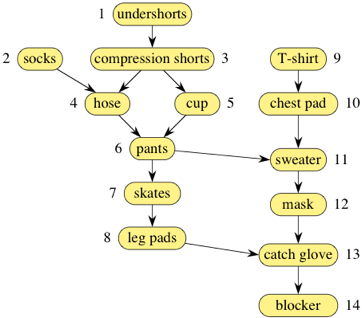 1 undershorts
2 socks compression shorts 3 T-shirt 9
4 hose cup 5 chest pad 10
6 pants sweater 11
7 skates mask 12
8 leg pads catch glove 13
blocker 14